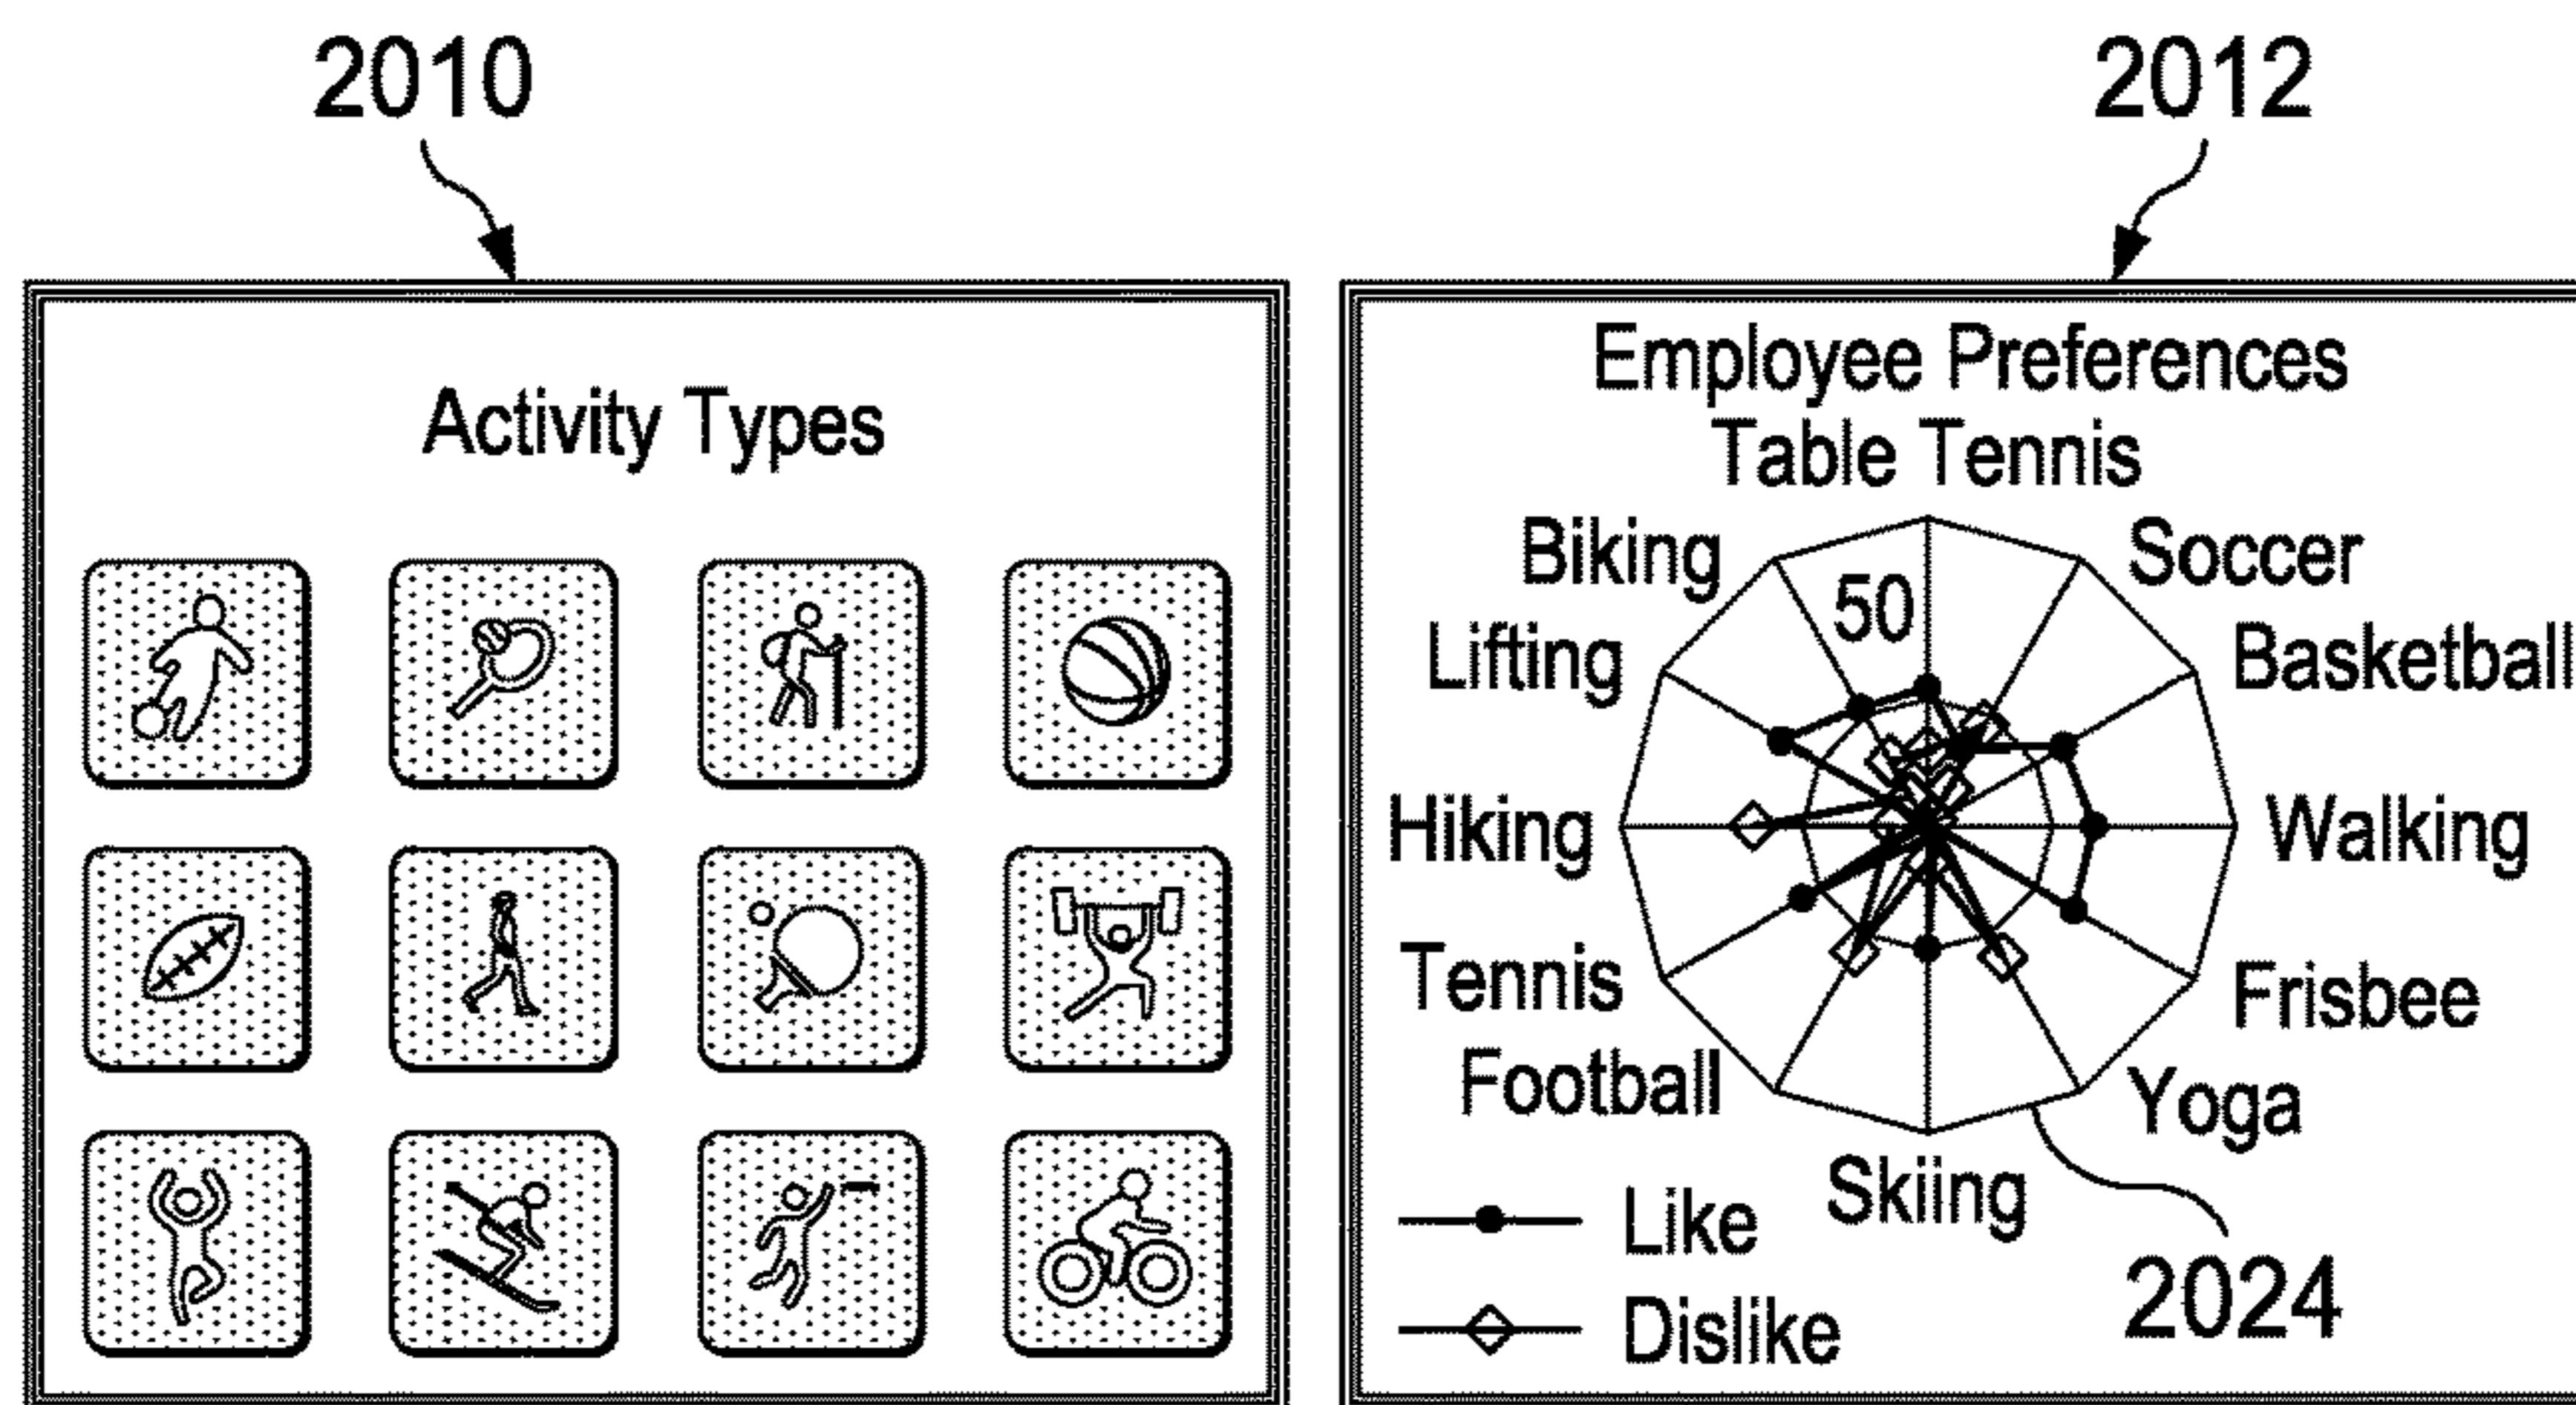 2010
2012
Activity Types
Employee Preferences
Table Tennis
Biking
Soccer
50
Lifting
Basketball
Hiking
Walking
Tennis
Frisbee
Football
Yoga
Skiing
Like
2024
Dislike